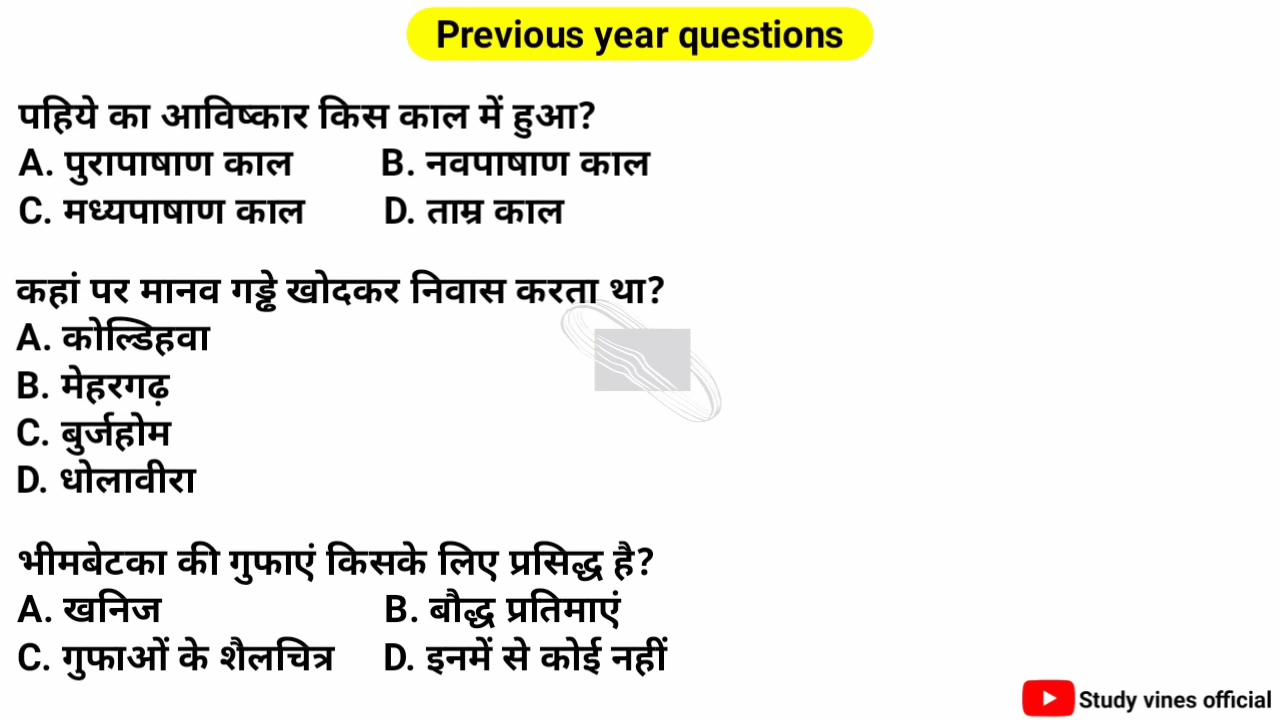 Previous year questions
पहिये का आविष्कार किस काल में हुआ?
A. पुरापाषाण काल B. नवपाषाण काल
C. मध्यपाषाण काल D. ताम्र काल
कहां पर मानव गड्ढे खोदकर निवास करता था?
A. कोल्डिहवा
B. मेहरगढ़
C. बुर्जहोम
D. धोलावीरा
भीमबेटका की गुफाएं किसके लिए प्रसिद्ध है?
A. खनिज B. बौद्ध प्रतिमाएं
C. गुफाओं के शैलचित्र D. इनमें से कोई नहीं
Study vines official